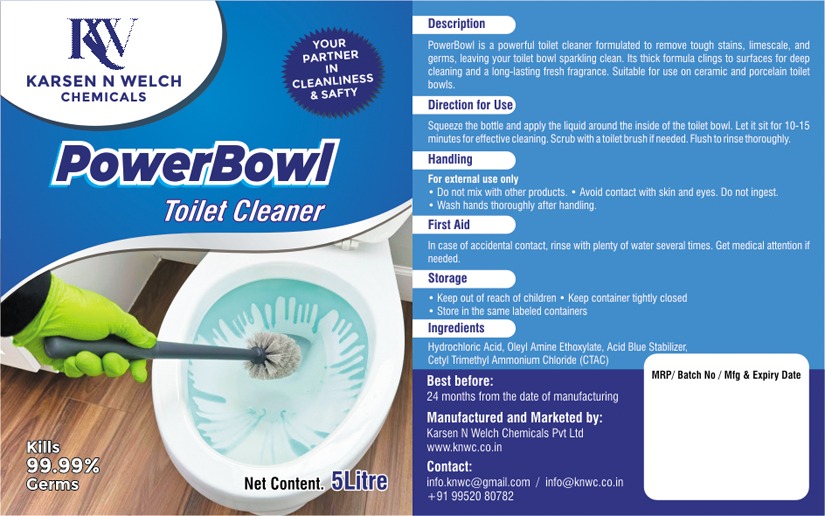 KW
KARSEN N WELCH
CHEMICALS
YOUR
PARTNER
IN
CLEANLINESS
& SAFTY
PowerBowl
Toilet Cleaner
Kills
99.99%
Germs
Net Content. 5Litre
Description
PowerBowl is a powerful toilet cleaner formulated to remove tough stains, limescale, and
germs, leaving your toilet bowl sparkling clean. Its thick formula clings to surfaces for deep
cleaning and a long-lasting fresh fragrance. Suitable for use on ceramic and porcelain toilet
bowls.
Direction for Use
Squeeze the bottle and apply the liquid around the inside of the toilet bowl. Let it sit for 10-15
minutes for effective cleaning. Scrub with a toilet brush if needed. Flush to rinse thoroughly.
Handling
For external use only
• Do not mix with other products. • Avoid contact with skin and eyes. Do not ingest.
• Wash hands thoroughly after handling.
First Aid
In case of accidental contact, rinse with plenty of water several times. Get medical attention if
needed.
Storage
• Keep out of reach of children • Keep container tightly closed
• Store in the same labeled containers
Ingredients
Hydrochloric Acid, Oleyl Amine Ethoxylate, Acid Blue Stabilizer,
Cetyl Trimethyl Ammonium Chloride (CTAC)
Best before:
24 months from the date of manufacturing
Manufactured and Marketed by:
Karsen N Welch Chemicals Pvt Ltd
www.knwc.co.in
Contact:
info.knwc@gmail.com / info@knwc.co.in
+91 99520 80782
MRP/ Batch No / Mfg & Expiry Date